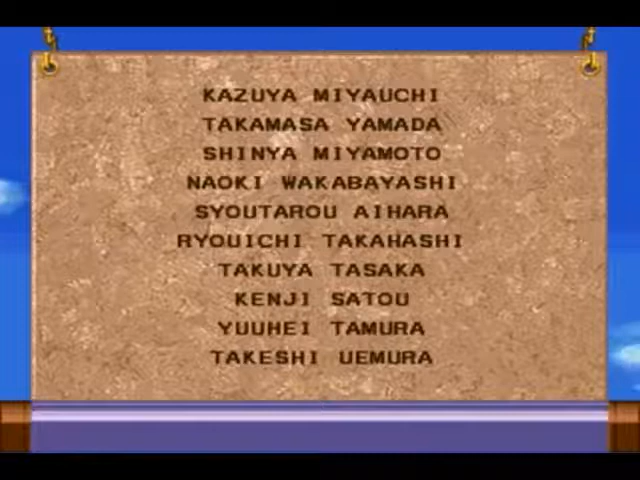 KAZUYA MIYAUCHI
TAKAMASA YAMADA
SHINYA MIYAMOTO
NAOKI WAKABAYASHI
SYOUTAROU AIHARA
RYOUICHI TAKAHASHI
TAKUYA TASAKA
KENJI SATOU
YUUHEI TAMURA
TAKESHI UEMURA